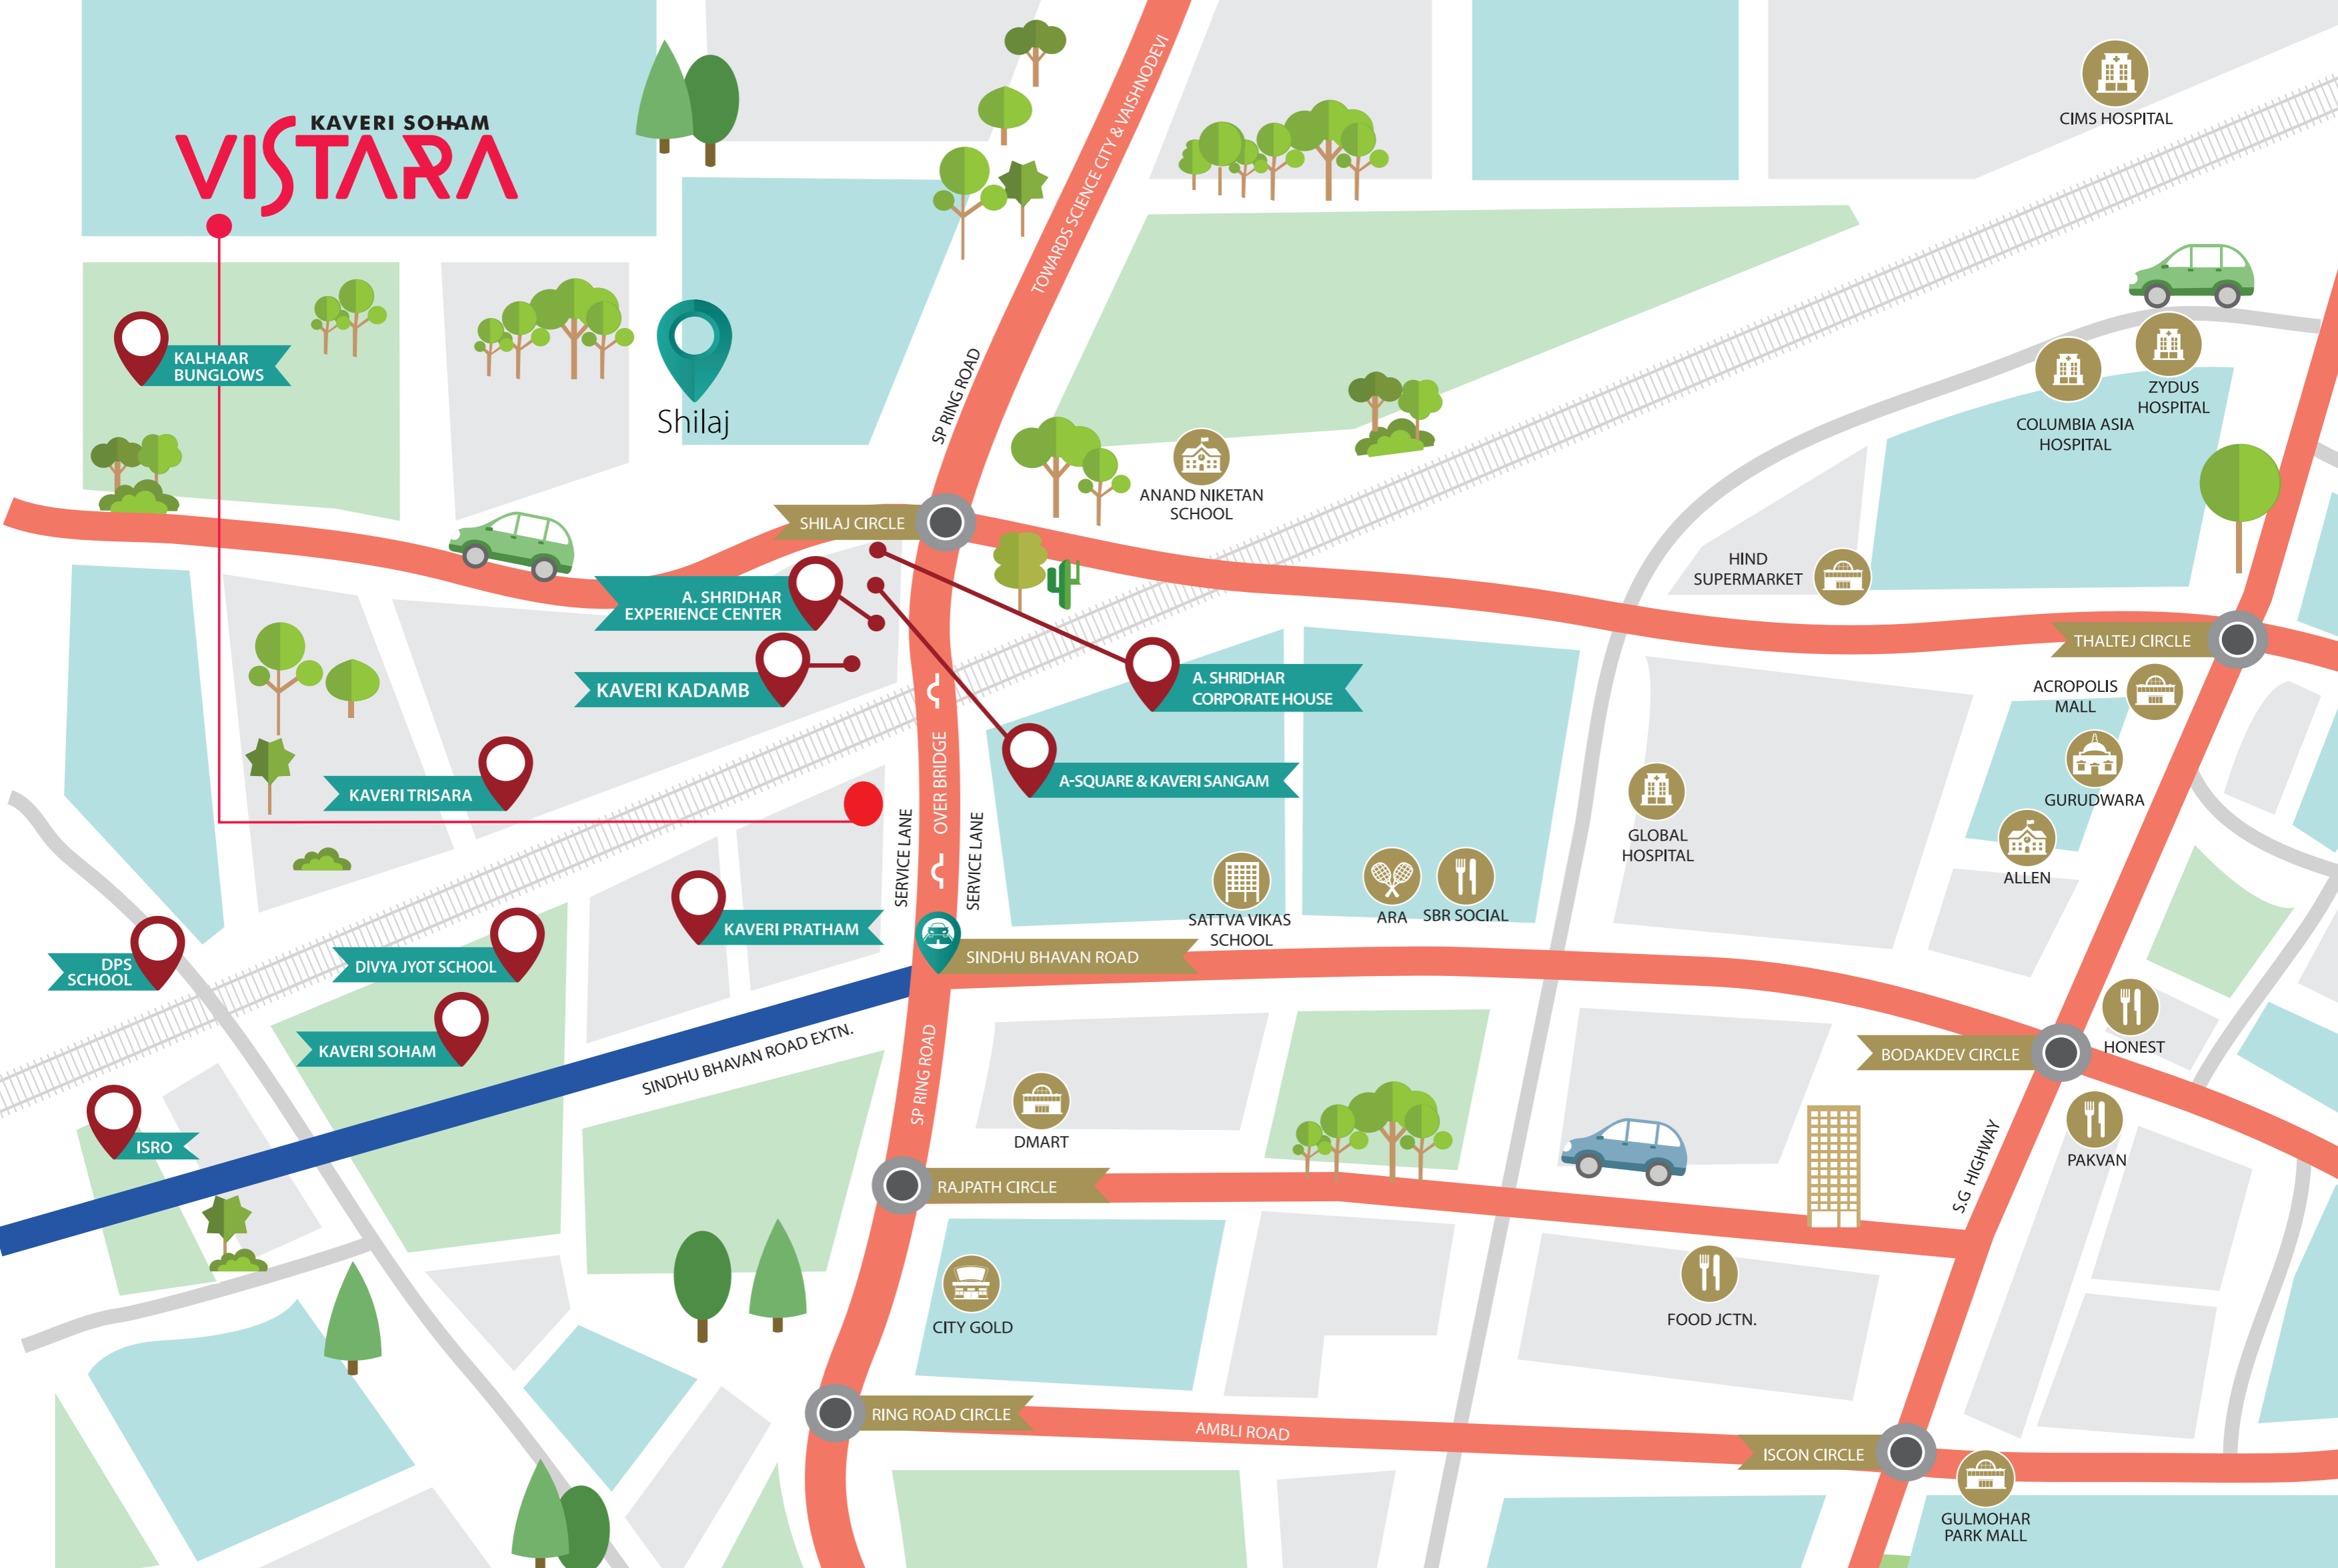 KAVERI SOHAM
VISTARA
TOWARDS SCIENCE CITY & VAISHNODEVI
CIMS HOSPITAL
KALHAAR
BUNGLOWS
Shilaj
SP RING ROAD
ZYDUS
HOSPITAL
COLUMBIA ASIA
HOSPITAL
ANAND NIKETAN
SCHOOL
SHILAJ CIRCLE
HIND
SUPERMARKET
A. SHRIDHAR
EXPERIENCE CENTER
THALTEJ CIRCLE
KAVERI KADAMB
A. SHRIDHAR
CORPORATE HOUSE
ACROPOLIS
MALL
KAVERI TRISARA
OVER BRIDGE
A-SQUARE & KAVERI SANGAM
GURUDWARA
SERVICE LANE
SERVICE LANE
GLOBAL
HOSPITAL
ALLEN
KAVERI PRATHAM
SATTVA VIKAS
SCHOOL
ARA
SBR SOCIAL
DPS
SCHOOL
DIVYA JYOT SCHOOL
SINDHU BHAVAN ROAD
KAVERI SOHAM
SINDHU BHAVAN ROAD EXTN.
BODAKDEV CIRCLE
HONEST
SP RING ROAD
ISRO
DMART
PAKVAN
RAJPATH CIRCLE
S.G HIGHWAY
CITY GOLD
FOOD JCTN.
RING ROAD CIRCLE
AMBLI ROAD
ISCON CIRCLE
GULMOHAR
PARK MALL